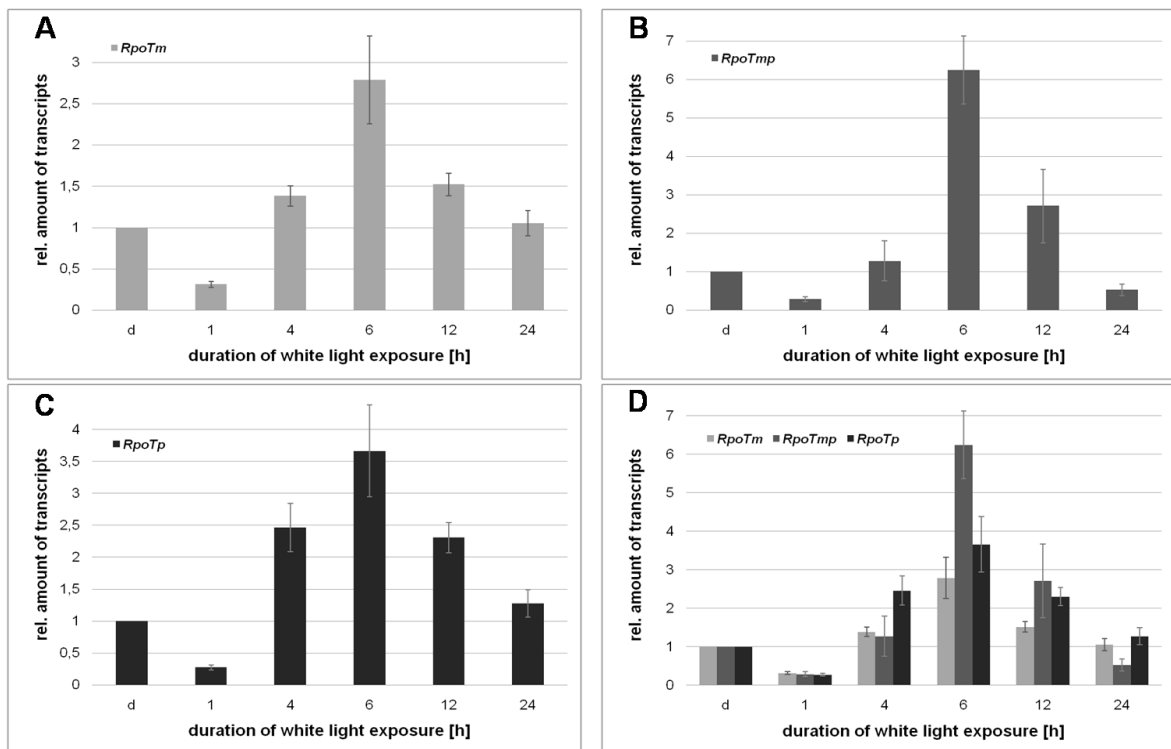 A
RpoTm
rel. amount of transcripts
3
2,5
2
1,5
1
0,5
0
d 1 4 6 12 24
duration of white light exposure [h]
B
RpoTmp
rel. amount of transcripts
7
6
5
4
3
2
1
0
d 1 4 6 12 24
duration of white light exposure [h]
C
RpoTp
rel. amount of transcripts
4
3,5
3
2,5
2
1,5
1
0,5
0
d 1 4 6 12 24
duration of white light exposure [h]
D
RpoTm RpoTmp RpoTp
rel. amount of transcripts
7
6
5
4
3
2
1
0
d 1 4 6 12 24
duration of white light exposure [h]